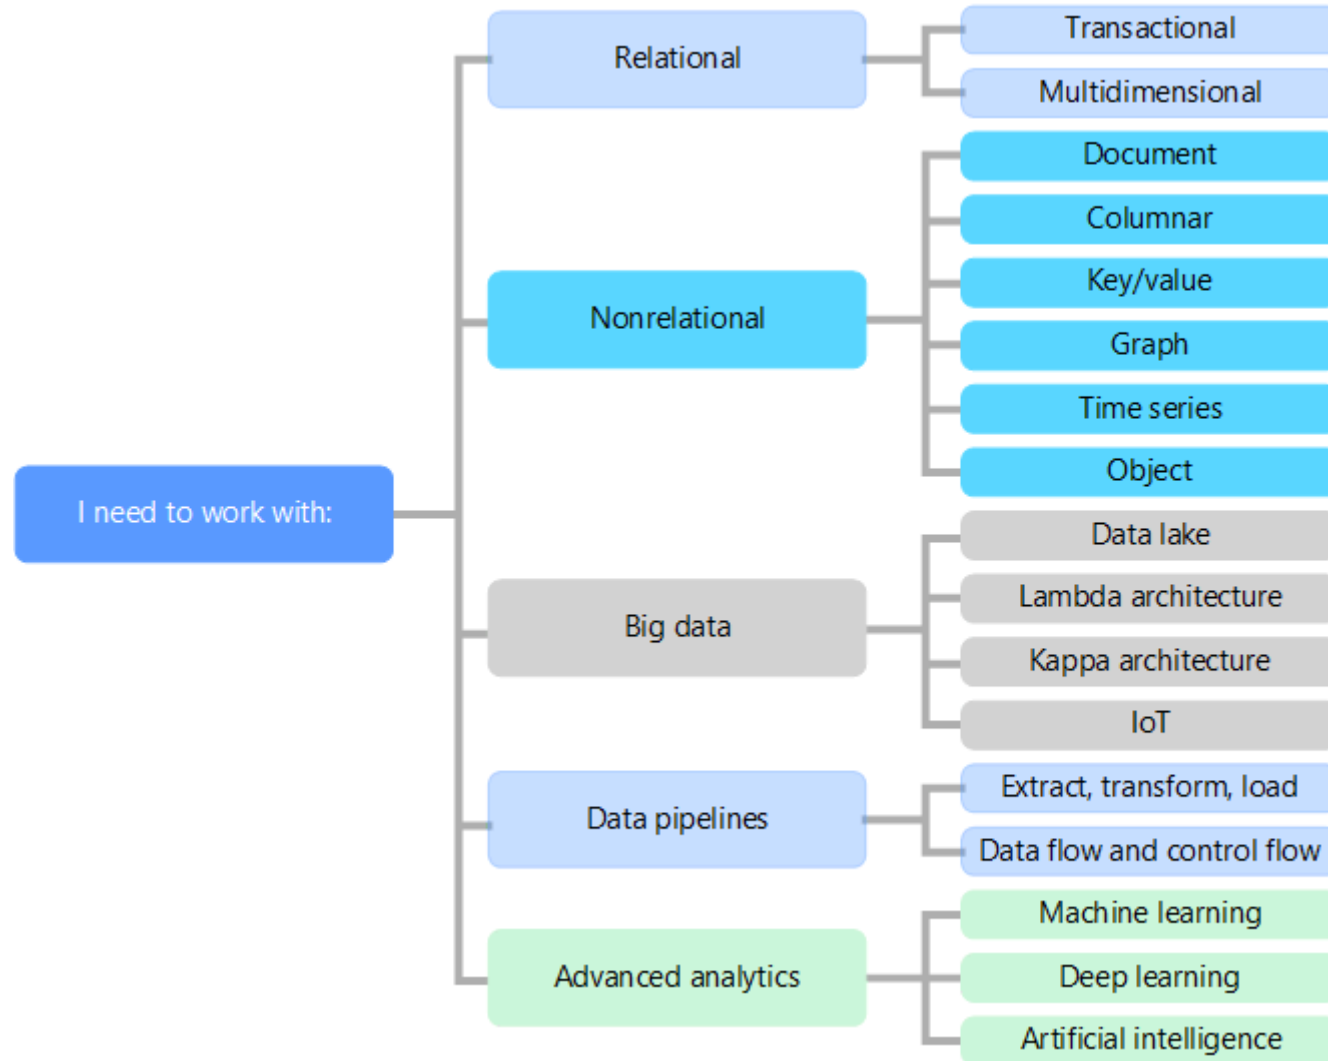 I need to work with:
Relational
Transactional
Multidimensional
Nonrelational
Document
Columnar
Key/value
Graph
Time series
Object
Big data
Data lake
Lambda architecture
Kappa architecture
IoT
Data pipelines
Extract, transform, load
Data flow and control flow
Advanced analytics
Machine learning
Deep learning
Artificial intelligence